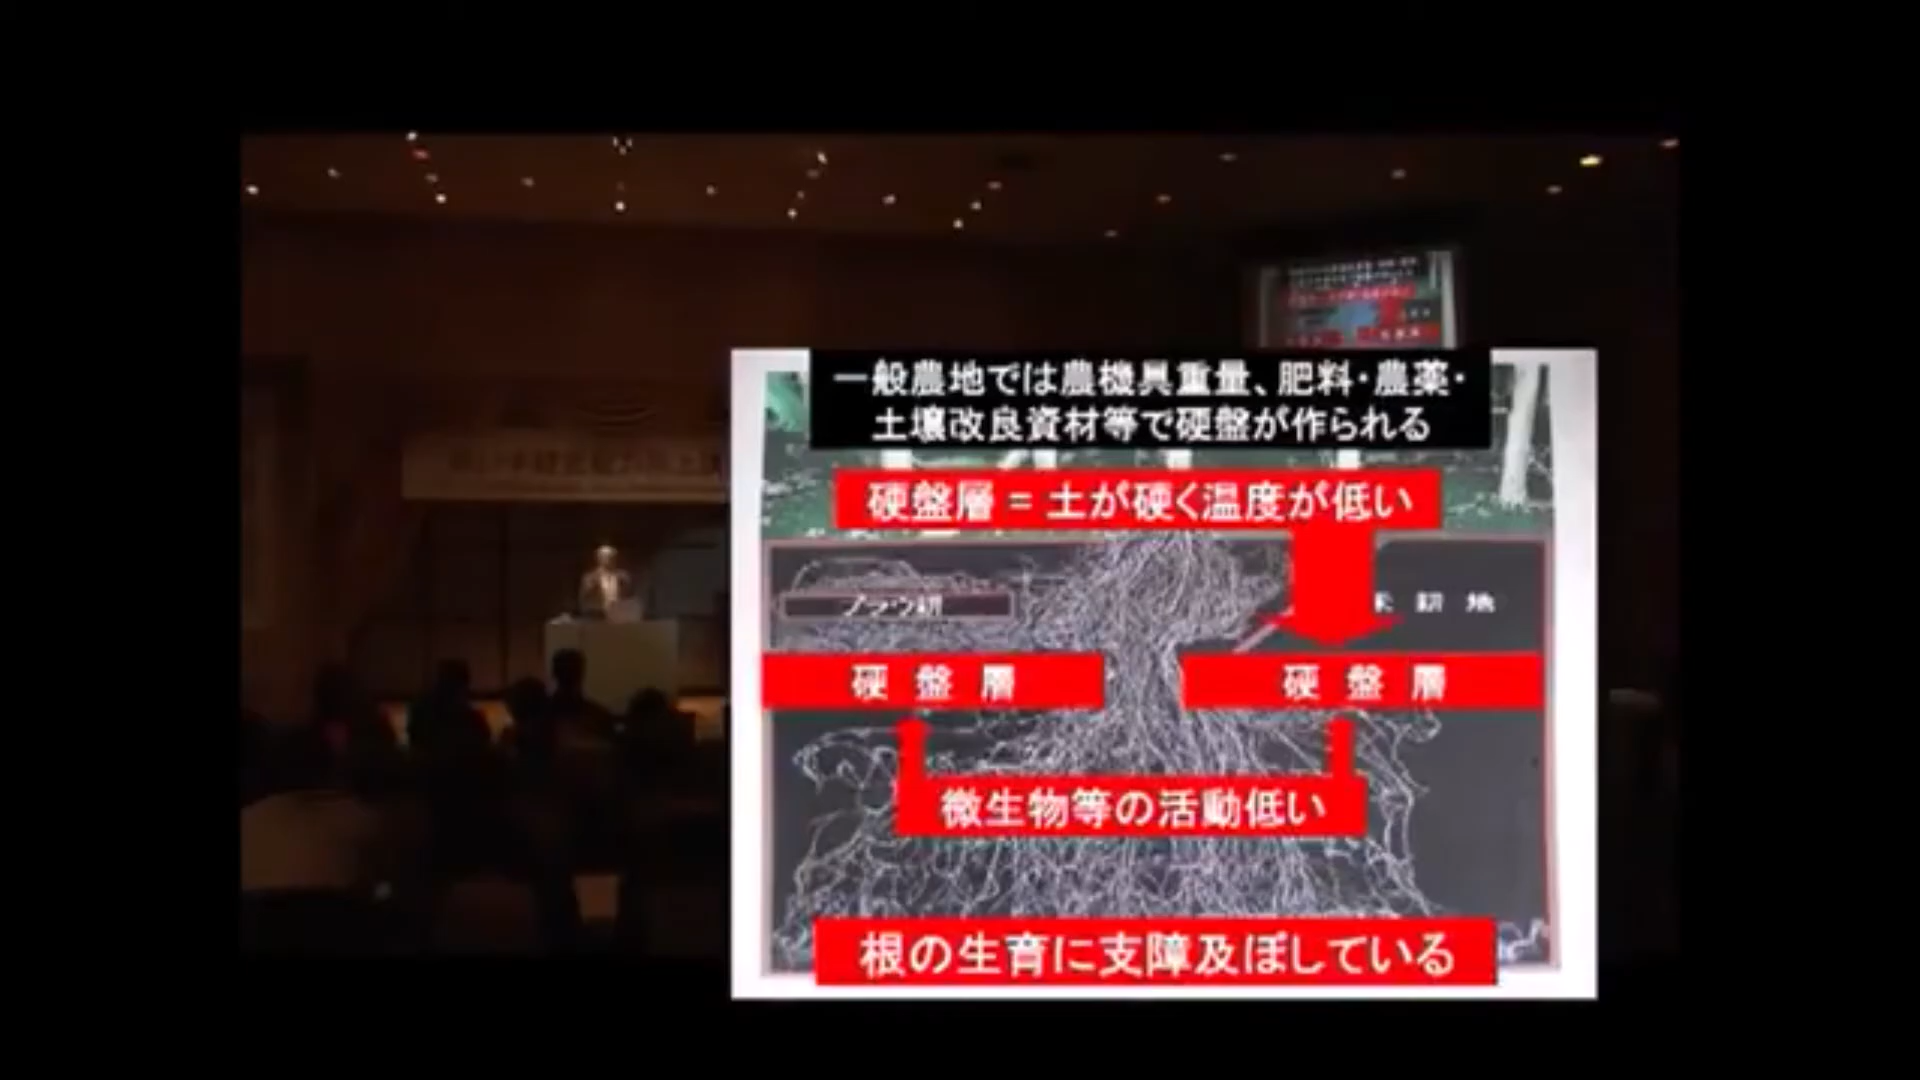 一般農地では農機具重量、肥料・農薬・
土壌改良資材等で硬盤が作られる
硬盤層 = 土が硬く温度が低い
プラウ耕
耕 地
硬 盤 層
硬 盤 層
微生物等の活動低い
根の生育に支障及ぼしている